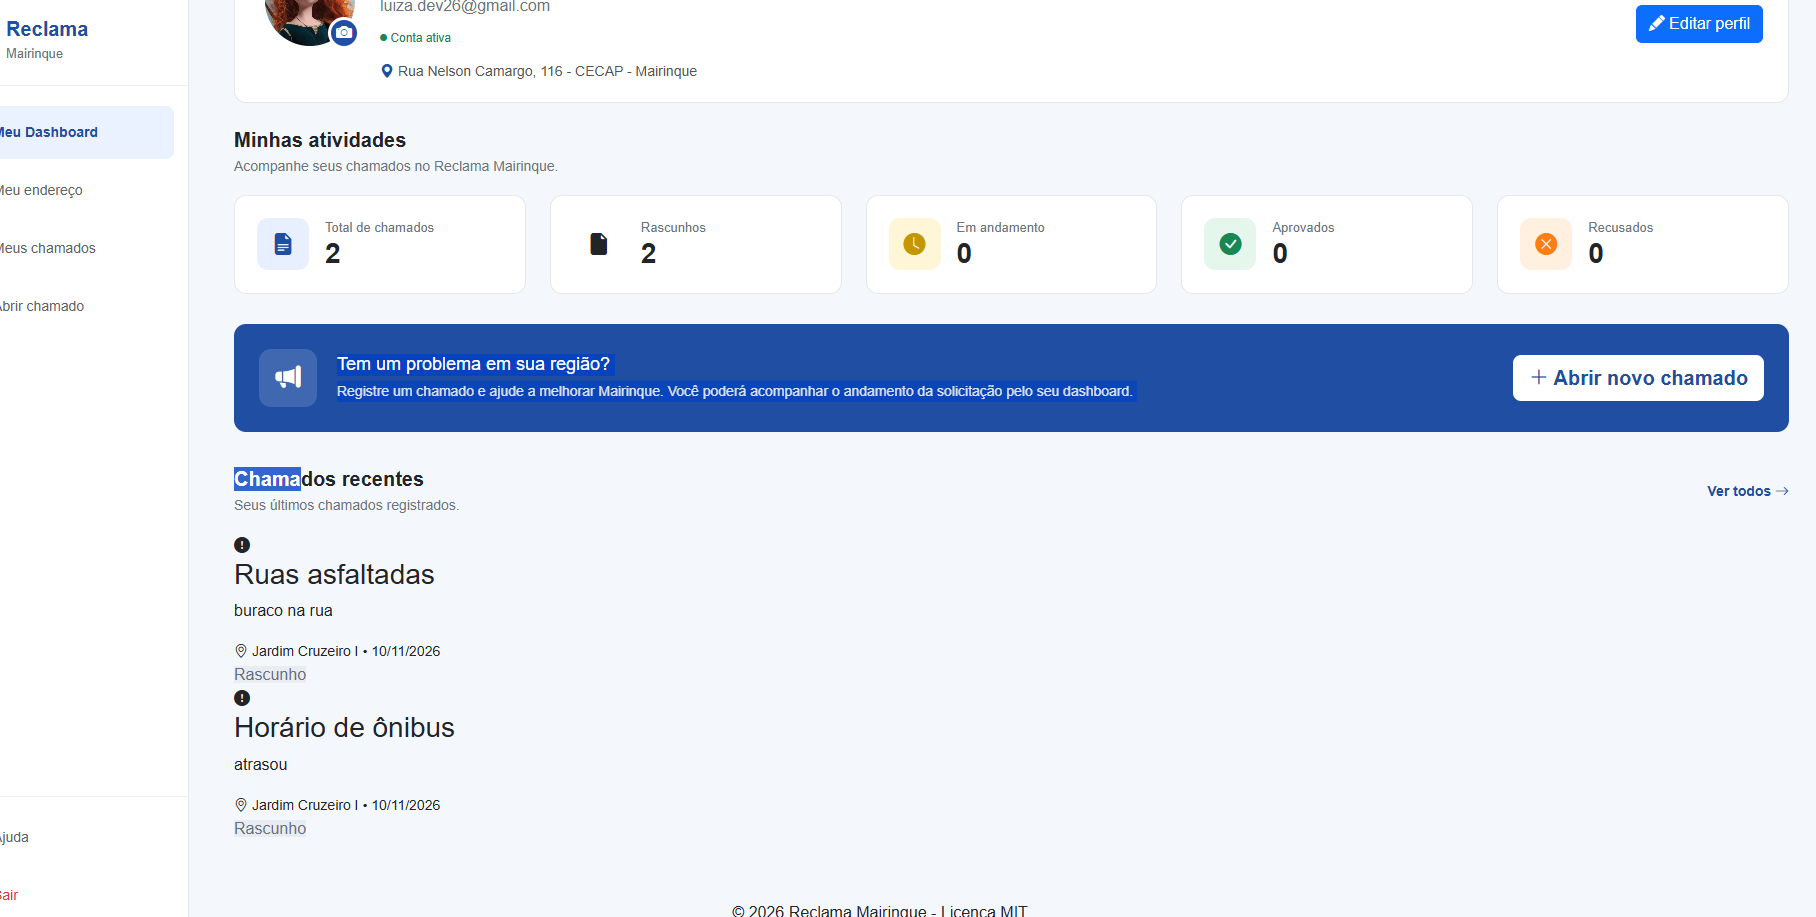 Reclama
Mairinque
Meu Dashboard
Meu endereço
Meus chamados
Abrir chamado
Ajuda
Sair
luiza.dev26@gmail.com
Conta ativa
Rua Nelson Camargo, 116 - CECAP - Mairinque
Editar perfil
Minhas atividades
Acompanhe seus chamados no Reclama Mairinque.
Total de chamados
2
Rascunhos
2
Em andamento
0
Aprovados
0
Recusados
0
Tem um problema em sua região?
Registre um chamado e ajude a melhorar Mairinque. Você poderá acompanhar o andamento da solicitação pelo seu dashboard.
+ Abrir novo chamado
Chamados recentes
Seus últimos chamados registrados.
Ver todos →
Ruas asfaltadas
buraco na rua
Jardim Cruzeiro I • 10/11/2026
Rascunho
Horário de ônibus
atrasou
Jardim Cruzeiro I • 10/11/2026
Rascunho
© 2026 Reclama Mairinque - Licença MIT